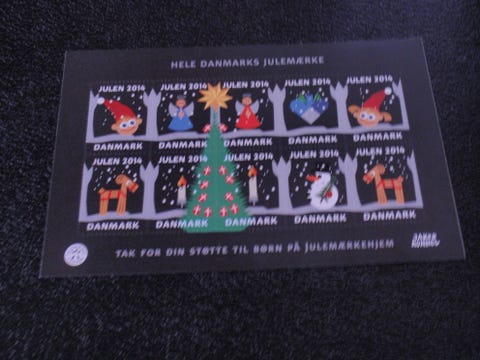 HELE DANMARKS JULEMÆRKE
JULEN 2014 JULEN 2014 JULEN 2014 JULEN 2014 JULEN 2014
DANMARK DANMARK DANMARK DANMARK DANMARK
JULEN 2014 JULEN 2014 JULEN 2014 JULEN 2014 JULEN 2014
DANMARK DANMARK DANMARK DANMARK DANMARK
TAK FOR DIN STØTTE TIL BØRN PÅ JULEMÆRKEHJEM